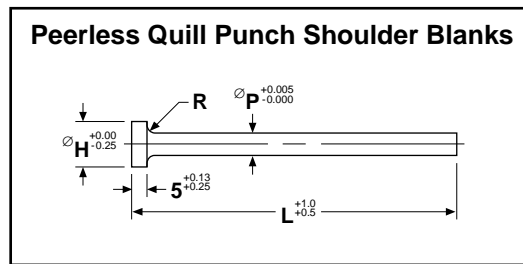 Peerless Quill Punch Shoulder Blanks
R
∅P +0.005 -0.000
∅H +0.00 -0.25
5 +0.13 +0.25
L +1.0 +0.5